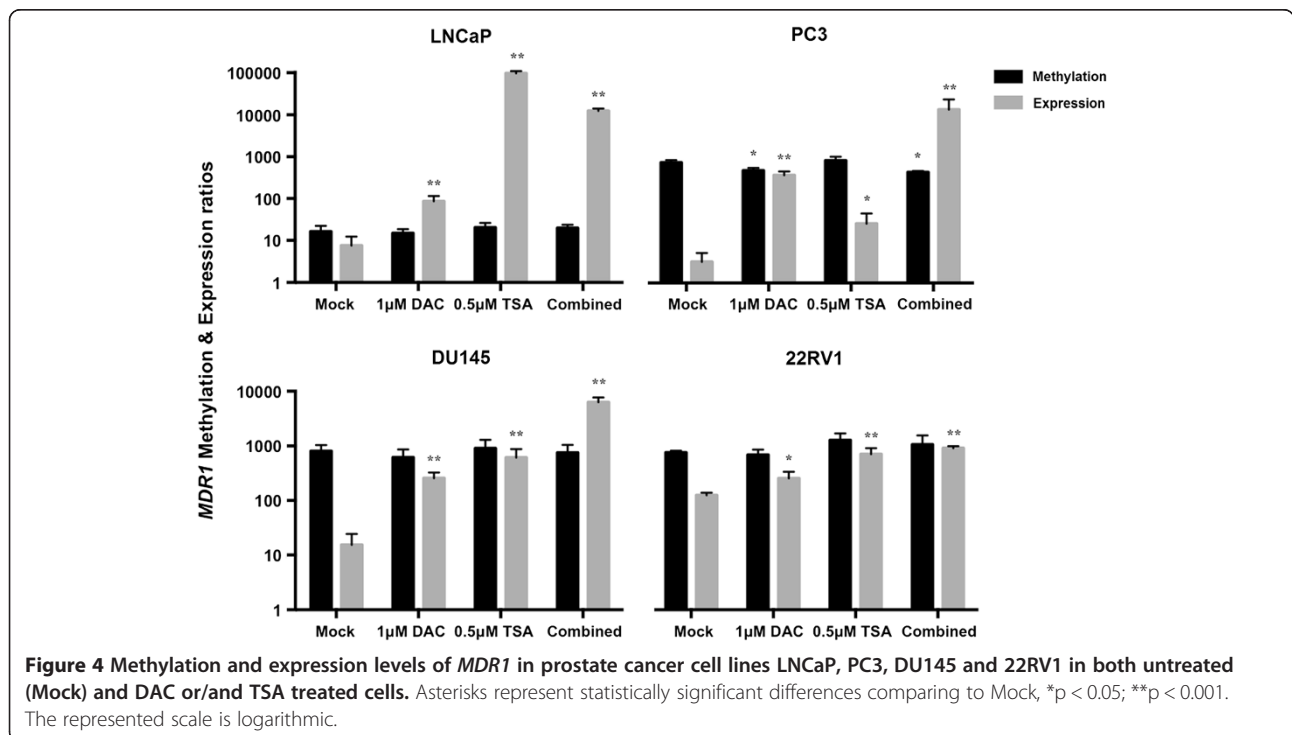 LNCaP
PC3
MDR1 Methylation & Expression ratios
100000
10000
1000
100
10
1
** ** **
Mock 1μM DAC 0.5μM TSA Combined
* ** * * **
Mock 1μM DAC 0.5μM TSA Combined
Methylation
Expression
DU145
22RV1
10000
1000
100
10
1
** ** **
Mock 1μM DAC 0.5μM TSA Combined
* ** **
Mock 1μM DAC 0.5μM TSA Combined
Figure 4 Methylation and expression levels of MDR1 in prostate cancer cell lines LNCaP, PC3, DU145 and 22RV1 in both untreated
(Mock) and DAC or/and TSA treated cells. Asterisks represent statistically significant differences comparing to Mock, *p < 0.05; **p < 0.001.
The represented scale is logarithmic.